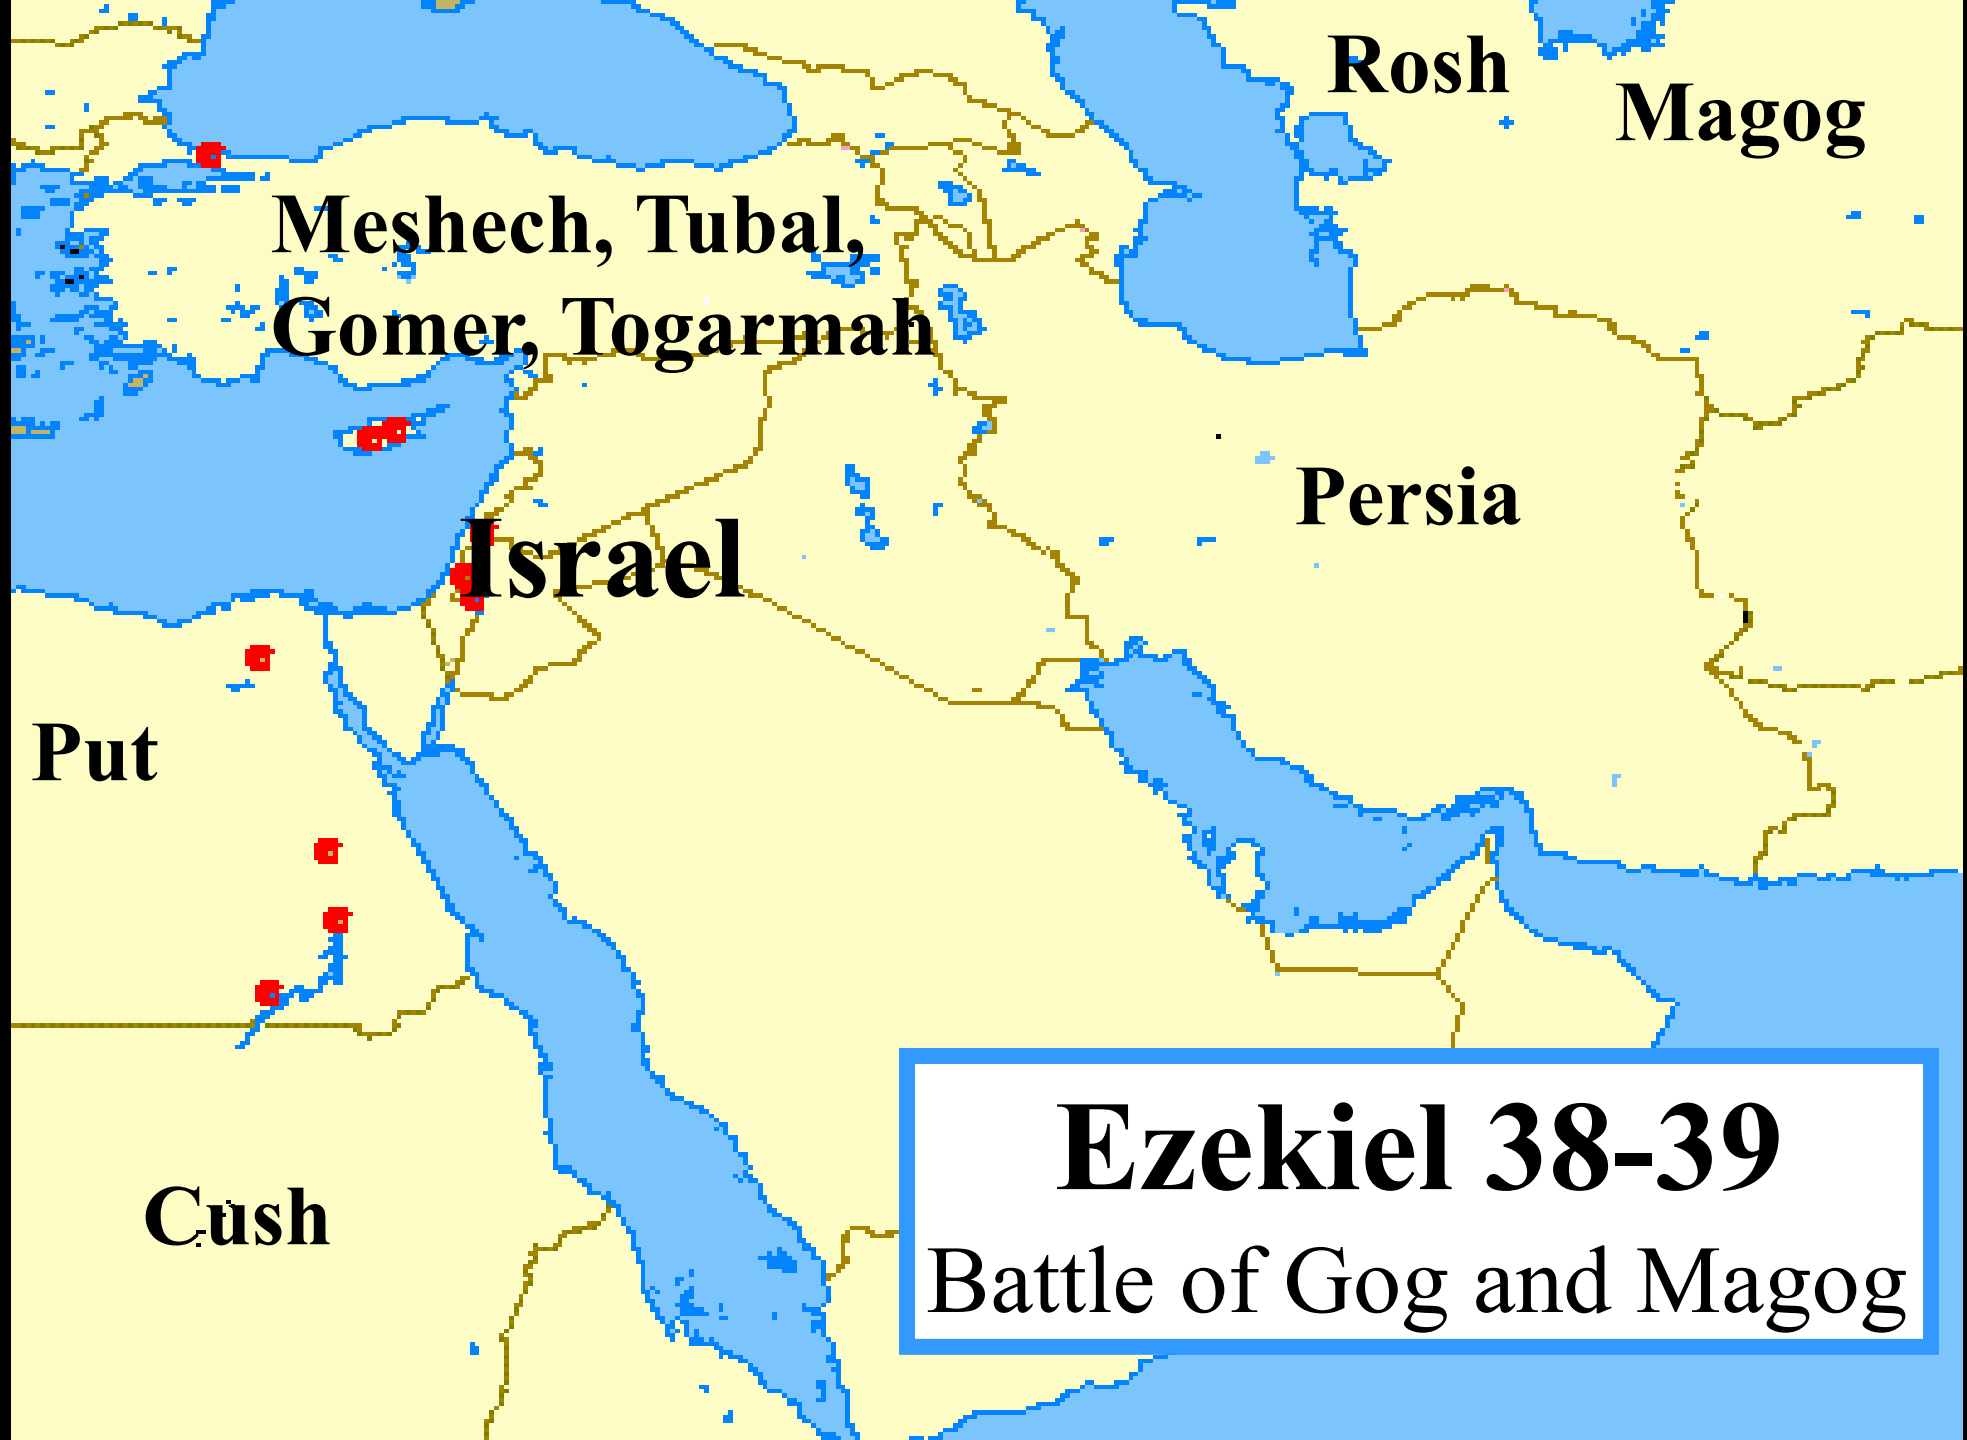 Rosh
Magog
Meshech, Tubal,
Gomer, Togarmah
Persia
Israel
Put
Cush
Ezekiel 38-39
Battle of Gog and Magog